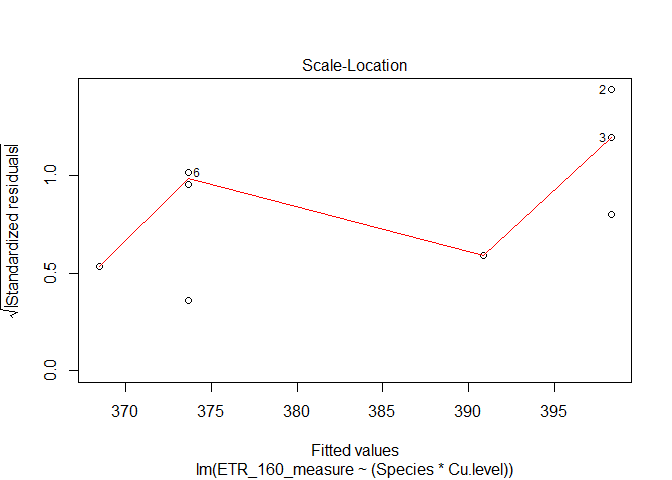 Scale-Location
√|Standardized residuals|
1.0
0.5
0.0
2
3
6
370 375 380 385 390 395
Fitted values
lm(ETR_160_measure ~ (Species * Cu.level))